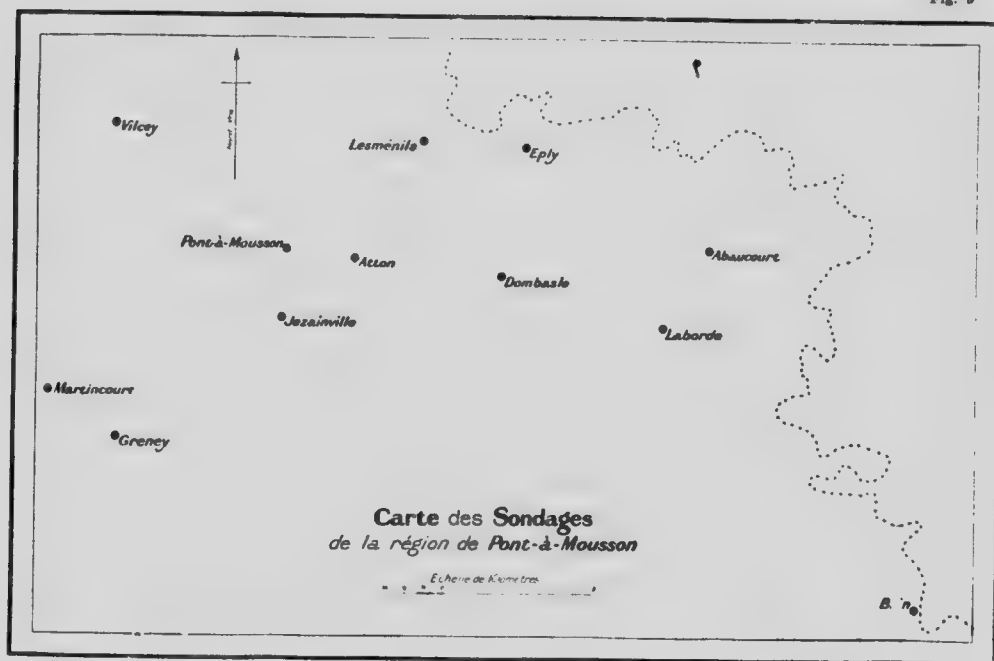 Vilcey
Lesménils
Eply
Pont-à-Mousson
Atton
Abaucourt
Dombasle
Jezainville
Laborde
Martincourt
Greney
Carte des Sondages
de la région de Pont-à-Mousson
Echelle de Kilomètres